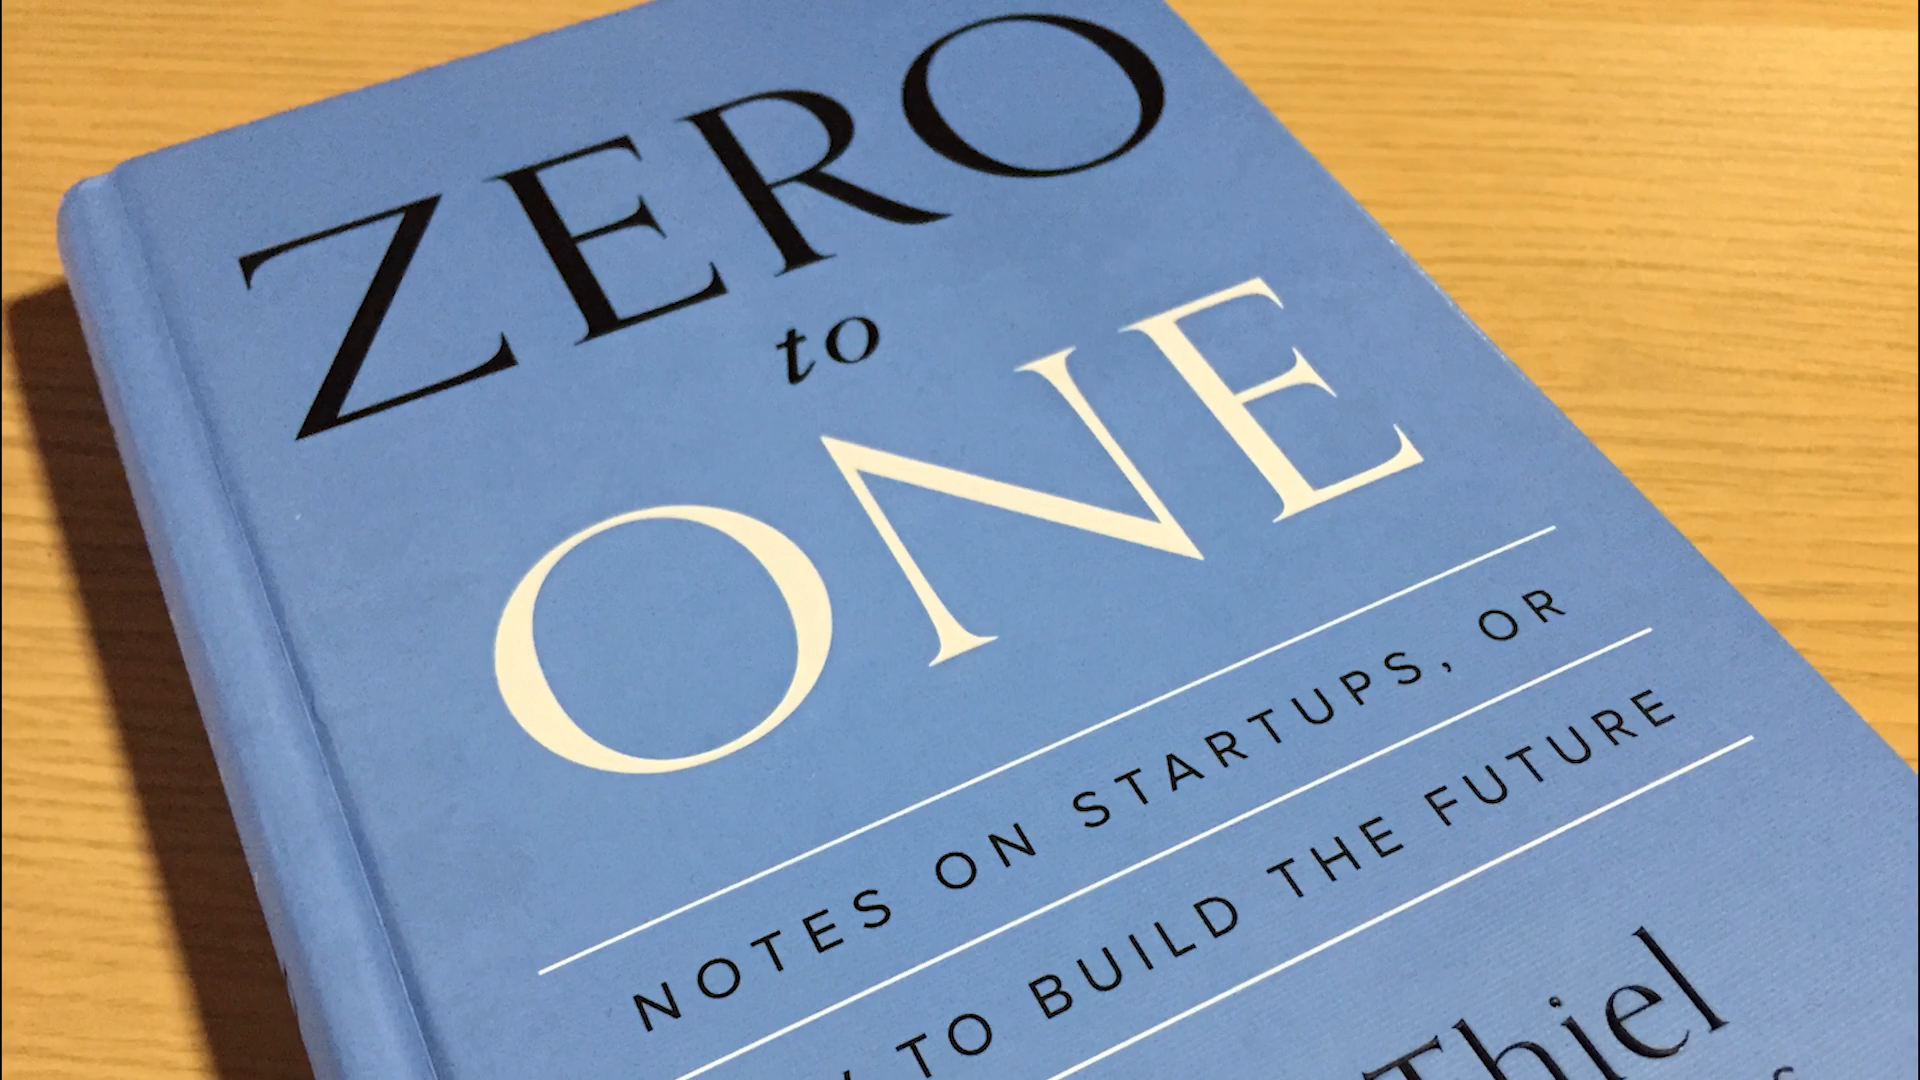 ZERO
to
ONE
NOTES ON STARTUPS, OR
TO BUILD THE FUTURE
Thiel